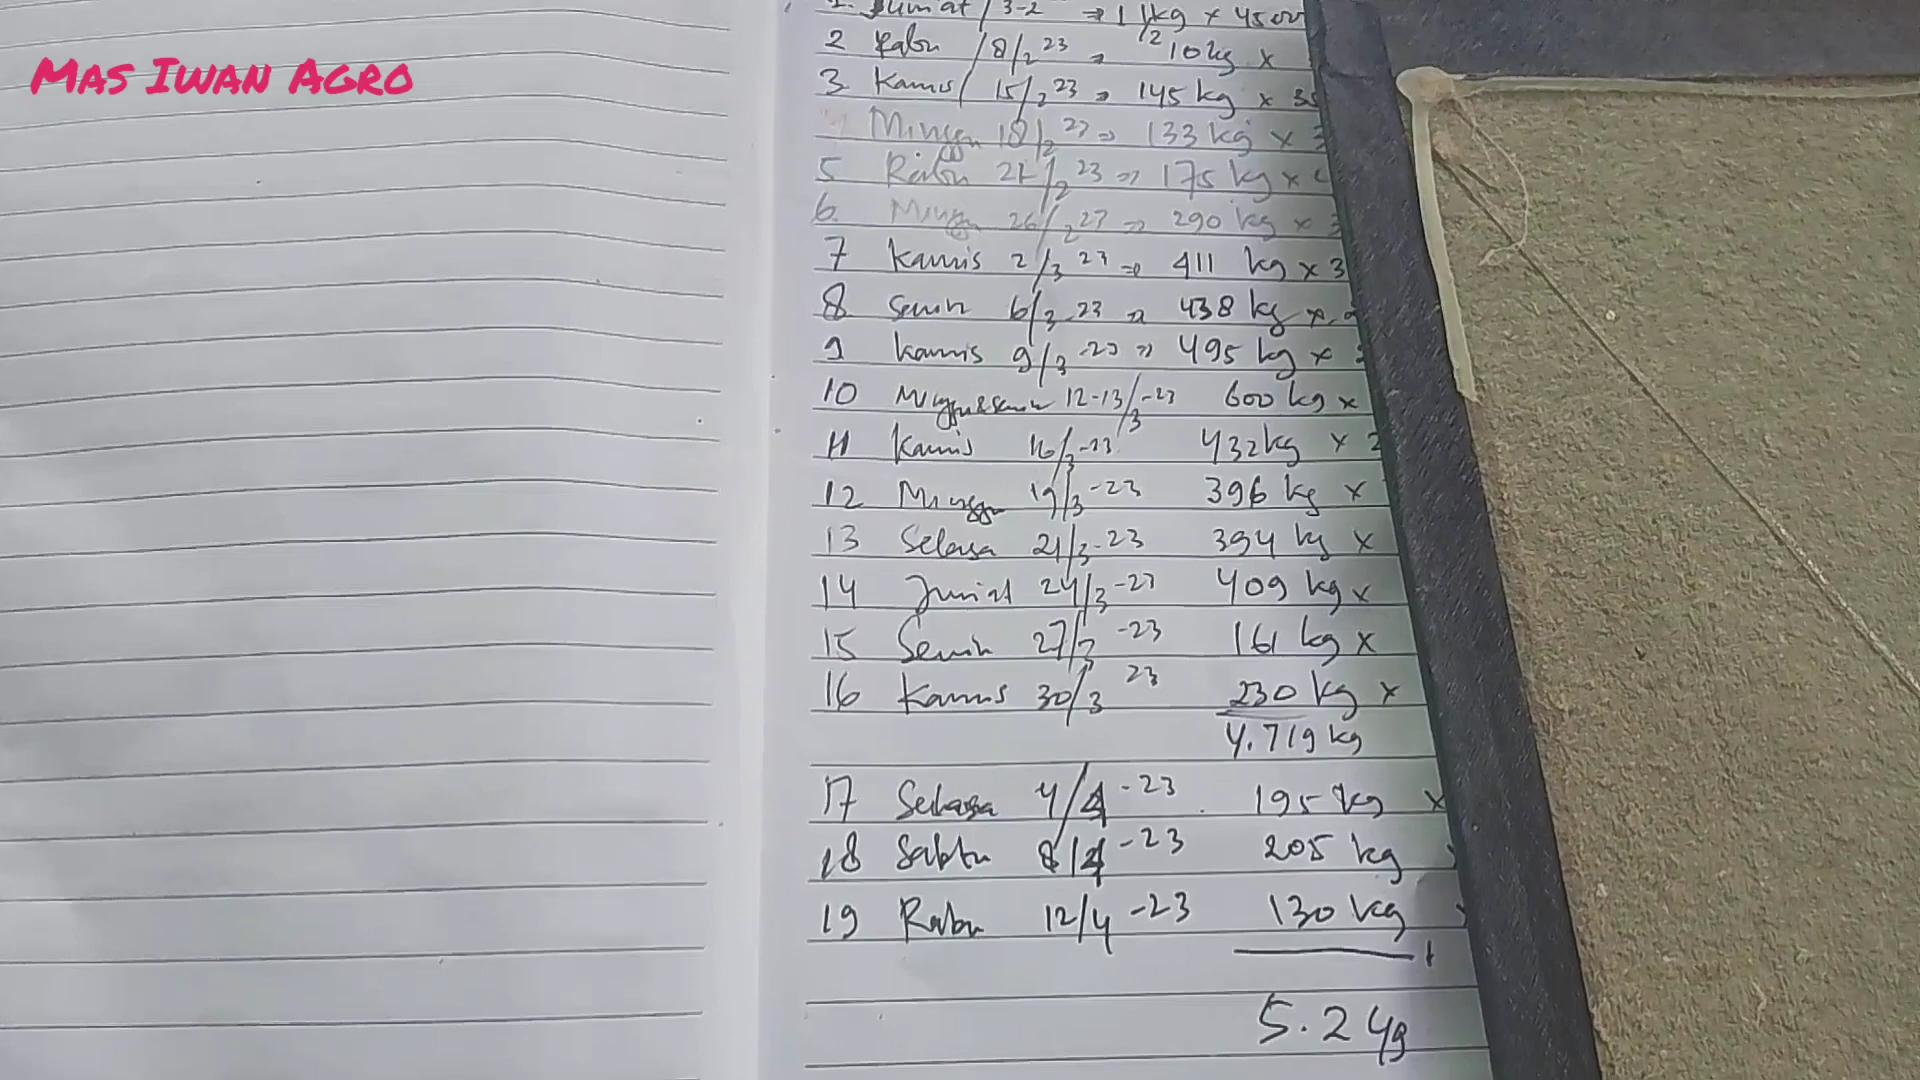 MAS IWAN AGRO
1. Jumat / 3-2 → 11 kg x 4500
2 Rabu / 8/2 23 → 10 kg x
3 Kamis / 15/2 23 → 145 kg x 35
Minggu 18/2 23 → 133 kg x 3
5 Rabu 21/2 23 → 175 kg x
6. Minggu 26/2 23 → 290 kg x 3
7 Kamis 2/3 23 → 411 kg x 3
8 Senin 6/3 23 → 438 kg x
9 Kamis 9/3 -23 → 495 kg x
10 Minggu & Senin 12-13/3 -23 600 kg x
11 Kamis 16/3 -23 432 kg x 2
12 Minggu 19/3 -23 396 kg x
13 Selasa 21/3 -23 394 kg x
14 Jumat 24/3 -23 409 kg x
15 Senin 27/3 -23 161 kg x
16 Kamis 30/3 23 230 kg x
4.719 kg
17 Selasa 4/4 -23 195 kg x
18 Sabtu 8/4 -23 205 kg
19 Rabu 12/4 -23 130 kg
5.249